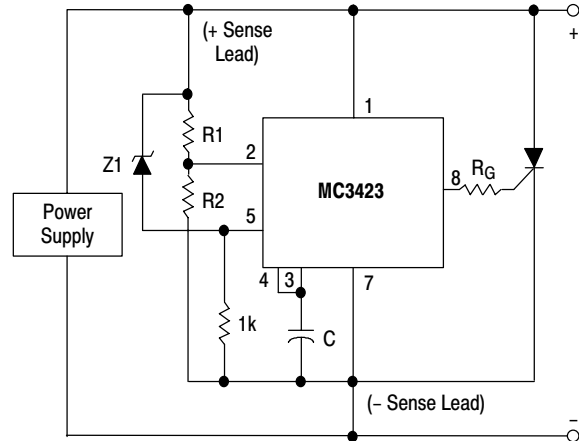 (+ Sense
Lead)
+
1
R1
2
Z1
MC3423
8
RG
R2
Power
Supply
5
4
3
7
1k
C
(– Sense Lead)
–